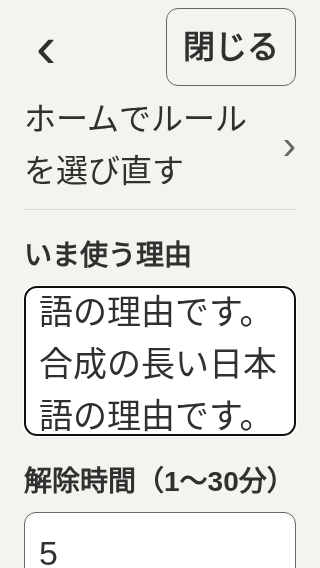 ‹
閉じる
ホームでルール
を選び直す
›
いま使う理由
語の理由です。
合成の長い日本
語の理由です。
解除時間（1〜30分）
5